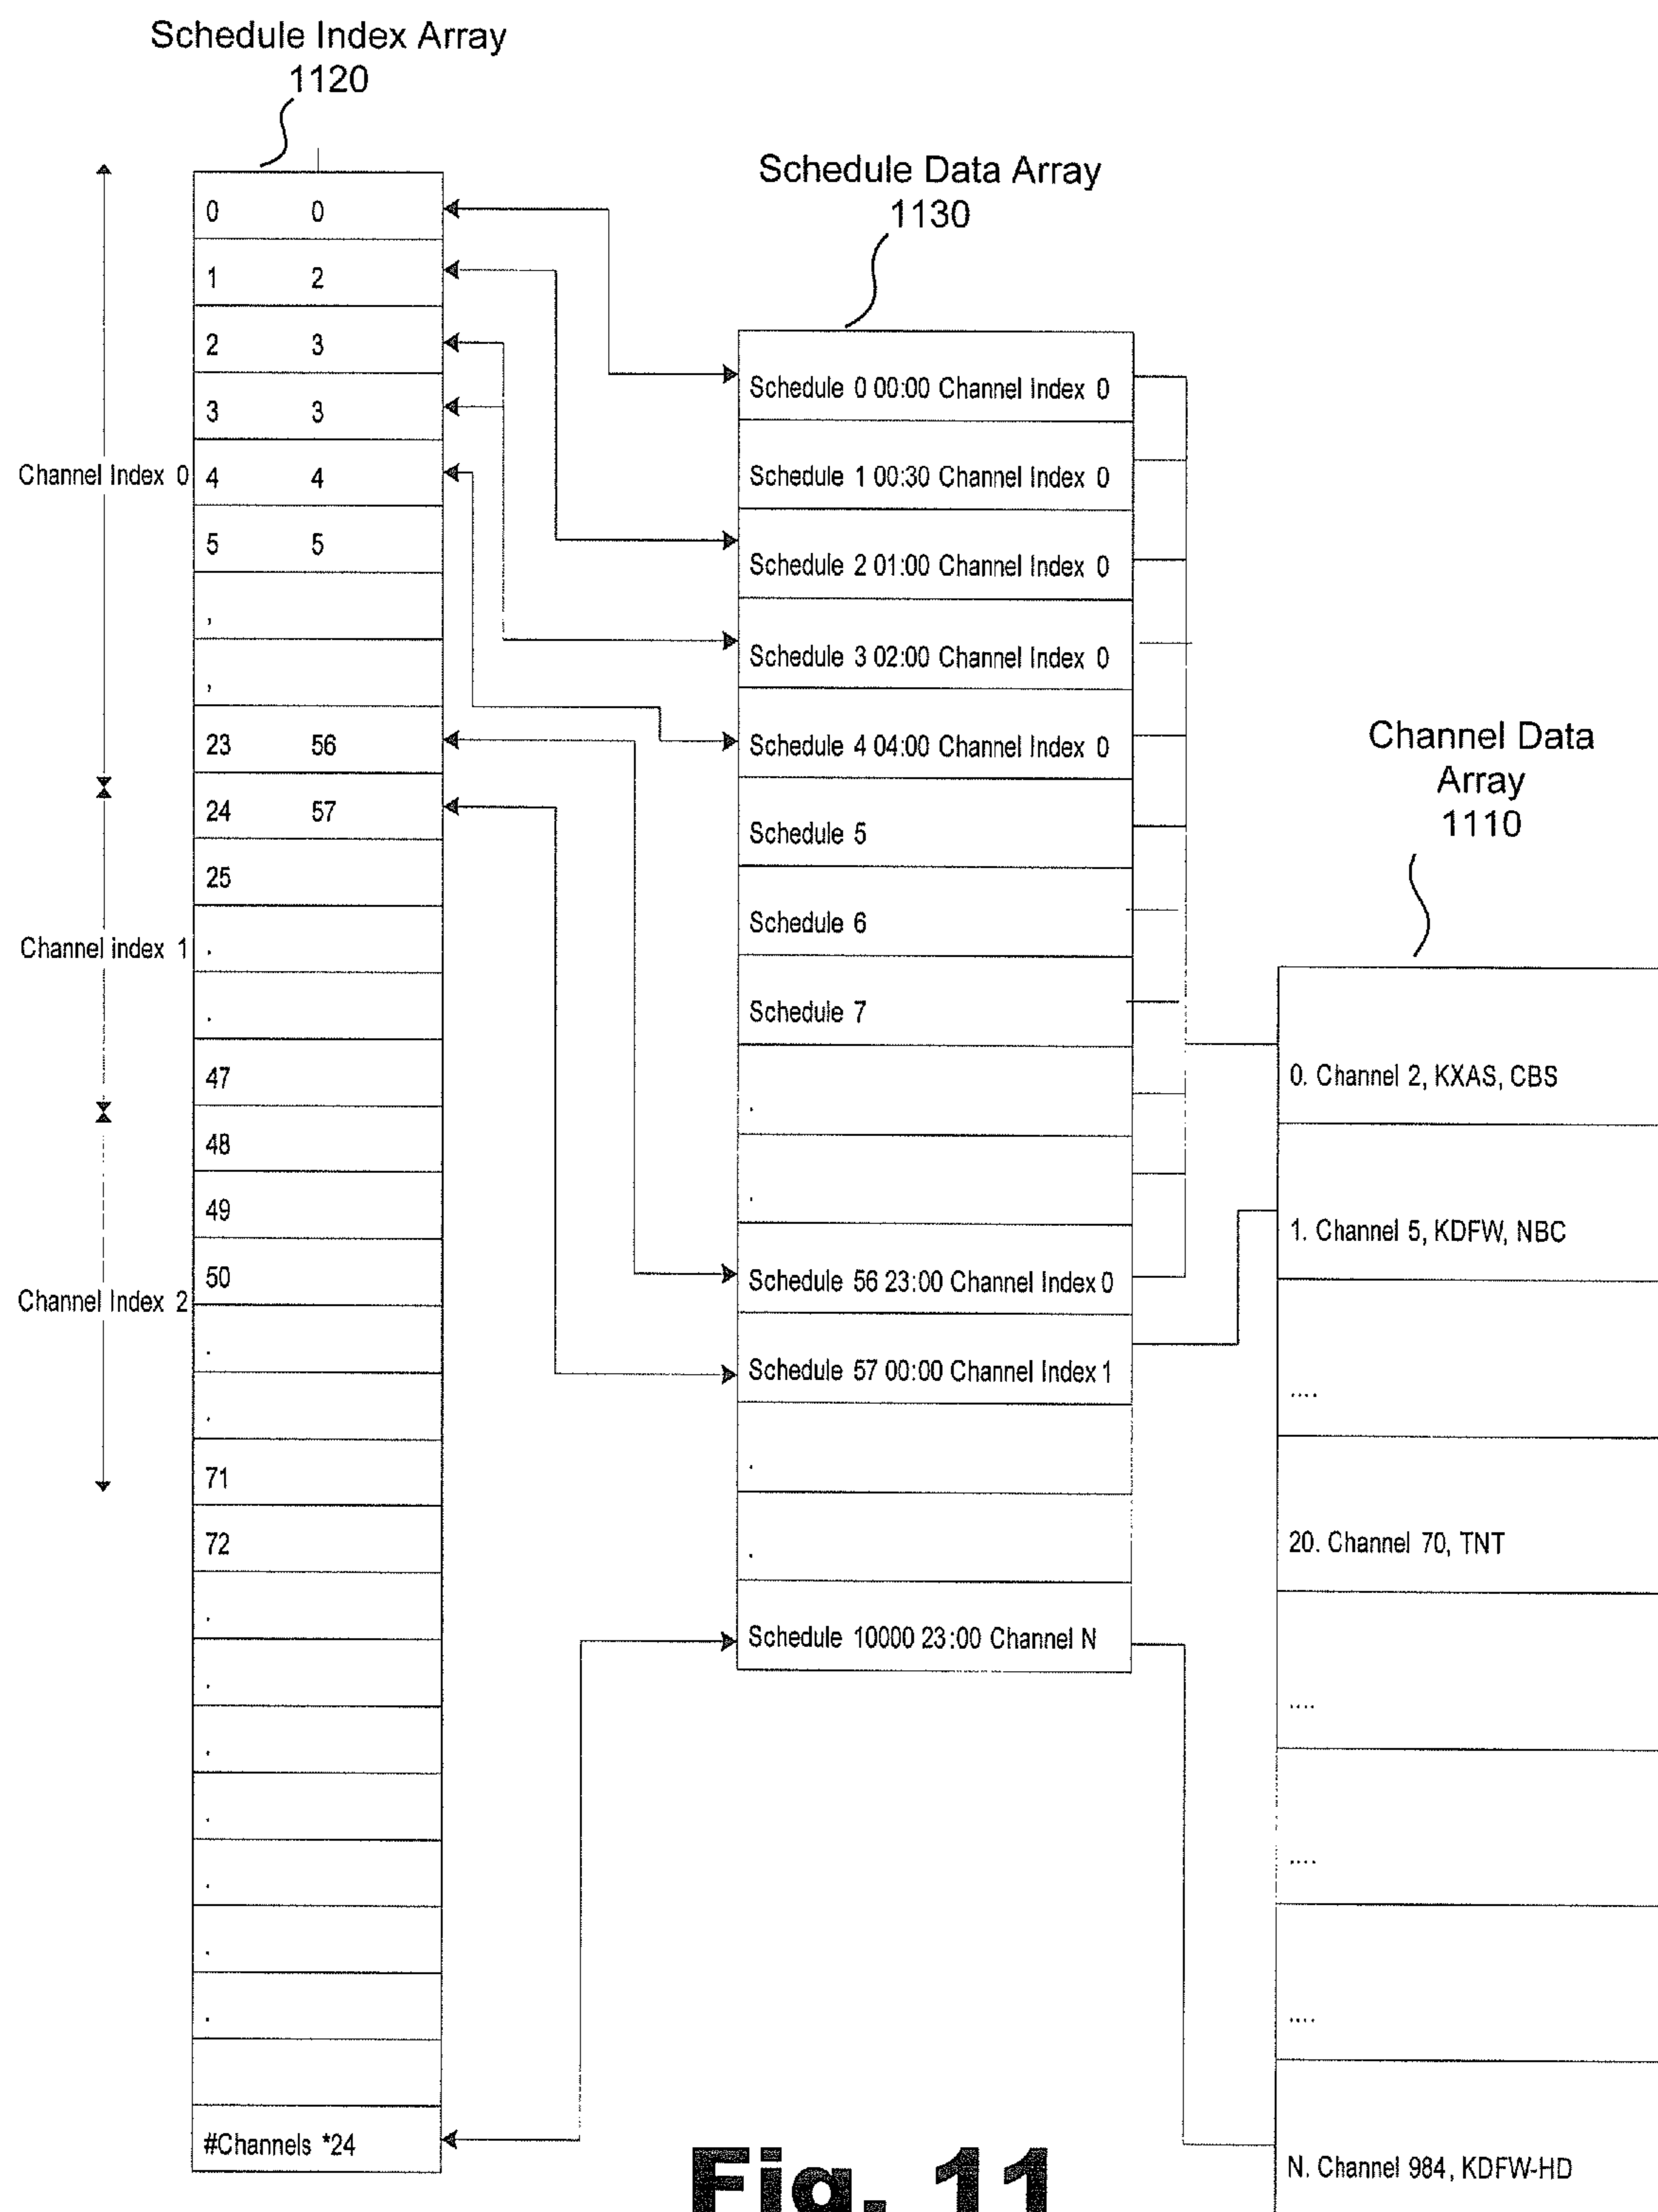 Schedule Index Array
1120
0 0
1 2
2 3
3 3
4 4
5 5
,
,
23 56
24 57
25
.
.
47
48
49
50
.
.
71
72
.
.
.
.
.
.
.
#Channels *24
Channel Index 0
Channel index 1
Channel Index 2
Schedule Data Array
1130
Schedule 0 00:00 Channel Index 0
Schedule 1 00:30 Channel Index 0
Schedule 2 01:00 Channel Index 0
Schedule 3 02:00 Channel Index 0
Schedule 4 04:00 Channel Index 0
Schedule 5
Schedule 6
Schedule 7
.
.
Schedule 56 23:00 Channel Index 0
Schedule 57 00:00 Channel Index 1
.
.
Schedule 10000 23:00 Channel N
Channel Data
Array
1110
0. Channel 2, KXAS, CBS
1. Channel 5, KDFW, NBC
....
20. Channel 70, TNT
....
....
....
N. Channel 984, KDFW-HD
Fig. 11